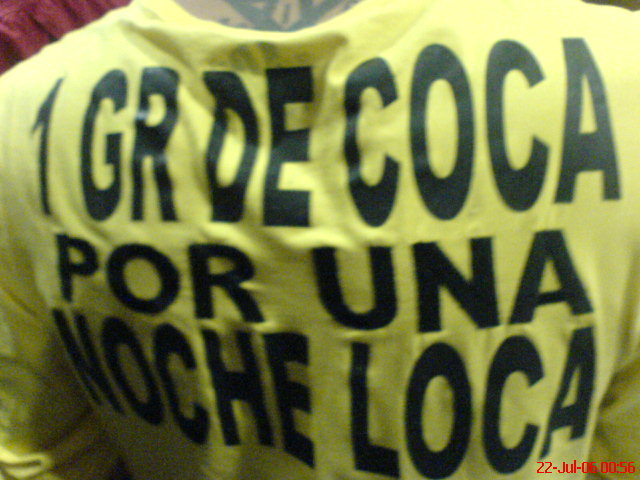 1 GR DE COCA
POR UNA
NOCHE LOCA
22-Jul-06 00:56